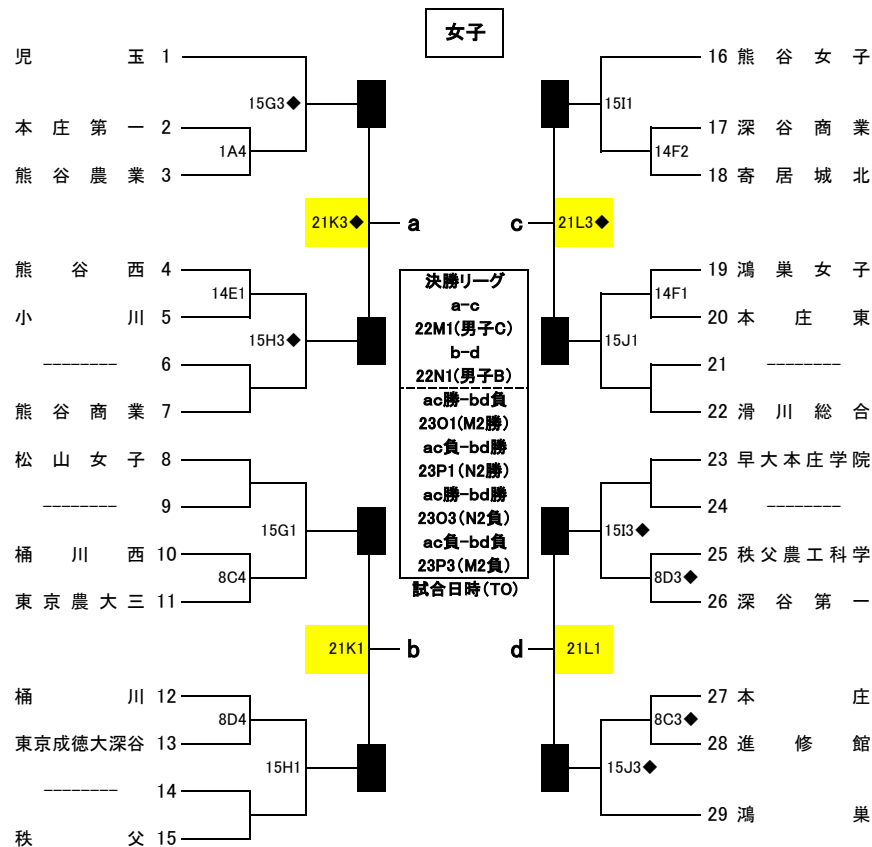 女子
児玉 1
15G3◆
本庄第一 2
1A4
熊谷農業 3
21K3◆
a
熊谷西 4
14E1
小川 5
15H3◆
-------- 6
熊谷商業 7
松山女子 8
-------- 9
15G1
桶川西 10
8C4
東京農大三 11
21K1
b
桶川 12
8D4
東京成徳大深谷 13
15H1
-------- 14
秩父 15
決勝リーグ
a-c
22M1(男子C)
b-d
22N1(男子B)
ac勝-bd負
23O1(M2勝)
ac負-bd勝
23P1(N2勝)
ac勝-bd勝
23O3(N2負)
ac負-bd負
23P3(M2負)
試合日時(TO)
16 熊谷女子
15I1
17 深谷商業
14F2
18 寄居城北
c
21L3◆
19 鴻巣女子
14F1
20 本庄東
15J1
21 --------
22 滑川総合
23 早大本庄学院
24 --------
15I3◆
25 秩父農工科学
8D3◆
26 深谷第一
d
21L1
27 本庄
8C3◆
28 進修館
15J3◆
29 鴻巣